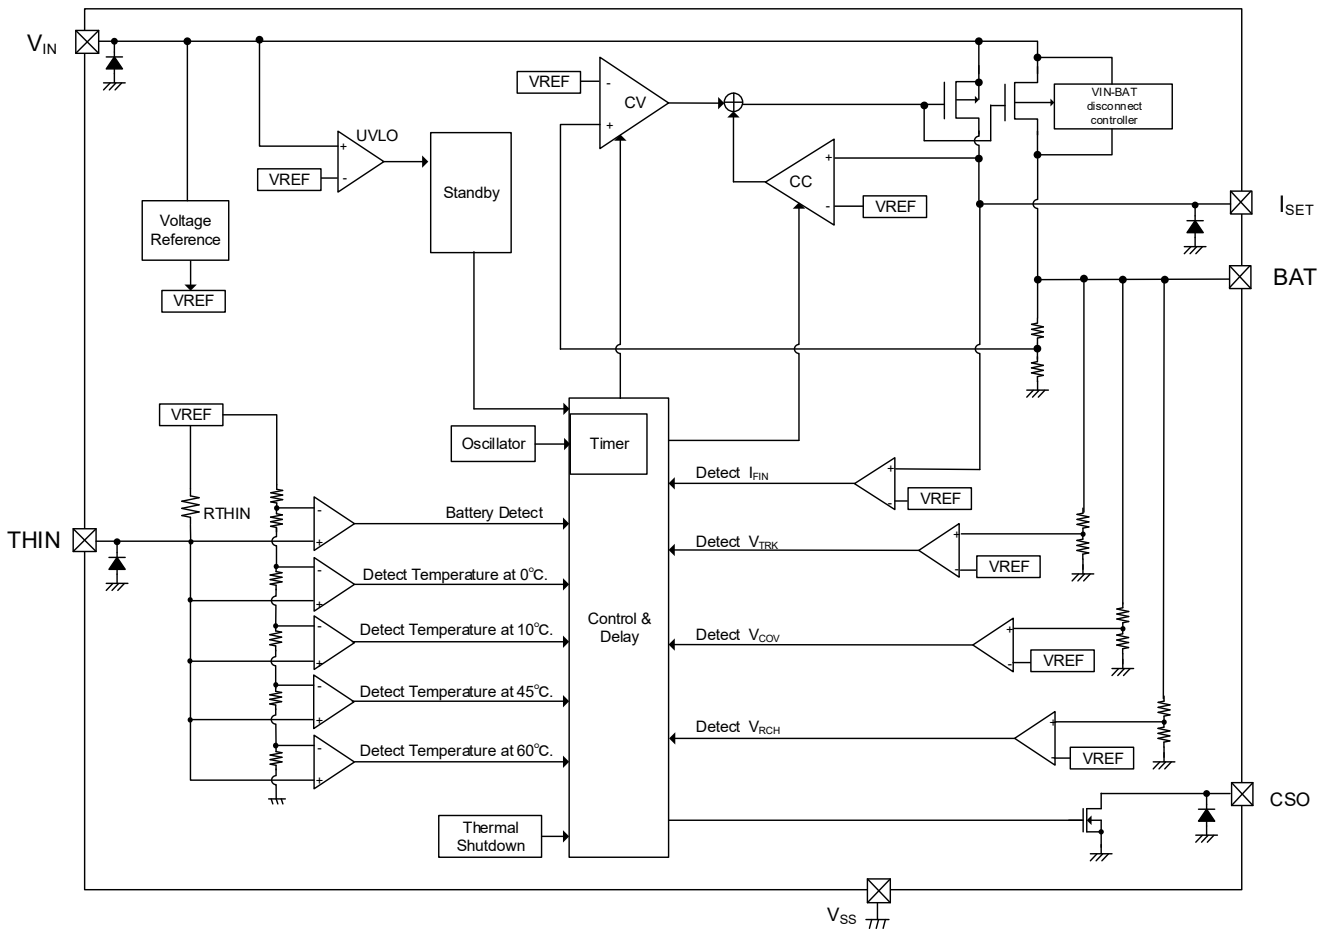 VIN
VREF
-
CV
+
VIN-BAT
disconnect
controller
UVLO
+
VREF
-
Standby
+
CC
-
VREF
ISET
Voltage
Reference
VREF
BAT
VREF
Oscillator
Timer
Detect IFIN
+
-
VREF
RTHIN
THIN
-
+
Battery Detect
Detect VTRK
+
-
VREF
-
+
Detect Temperature at 0°C.
Control &
Delay
-
+
Detect Temperature at 10°C.
Detect VCOV
+
-
VREF
-
+
Detect Temperature at 45°C.
Detect VRCH
+
-
VREF
-
+
Detect Temperature at 60°C.
CSO
Thermal
Shutdown
VSS